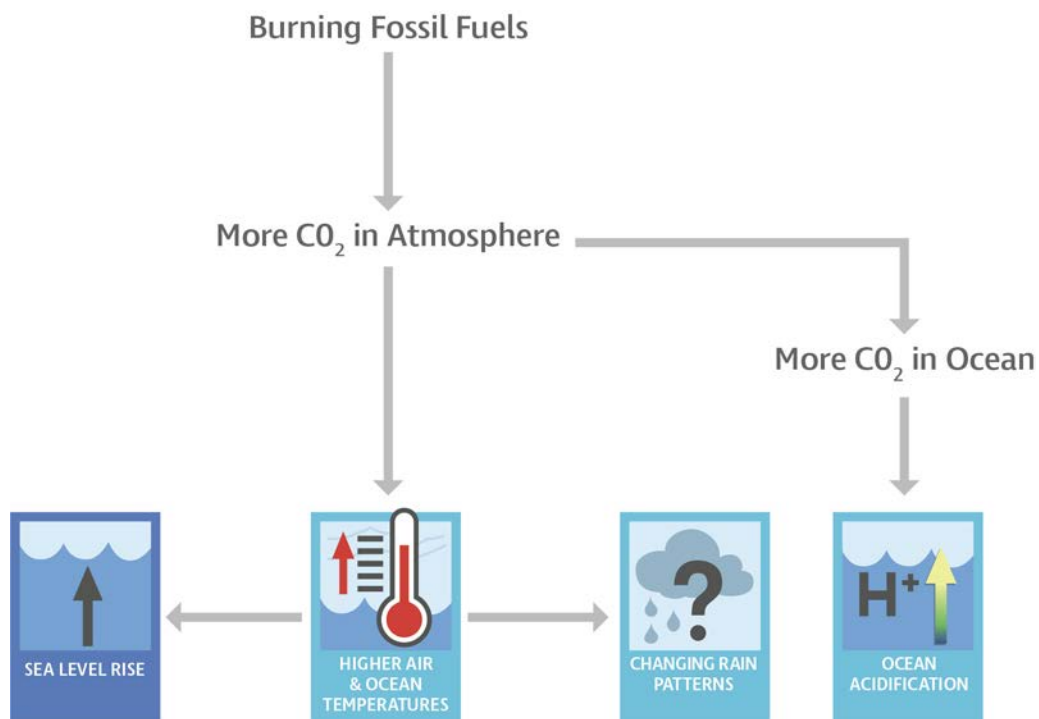 Burning Fossil Fuels
More C0₂ in Atmosphere
More C0₂ in Ocean
SEA LEVEL RISE
HIGHER AIR
& OCEAN
TEMPERATURES
?
CHANGING RAIN
PATTERNS
H⁺
OCEAN
ACIDIFICATION